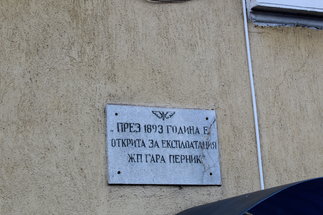 „ПРЕЗ 1893 ГОДИНА Е
ОТКРИТА ЗА ЕКСПЛОАТАЦИЯ
ЖП ГАРА ПЕРНИК"